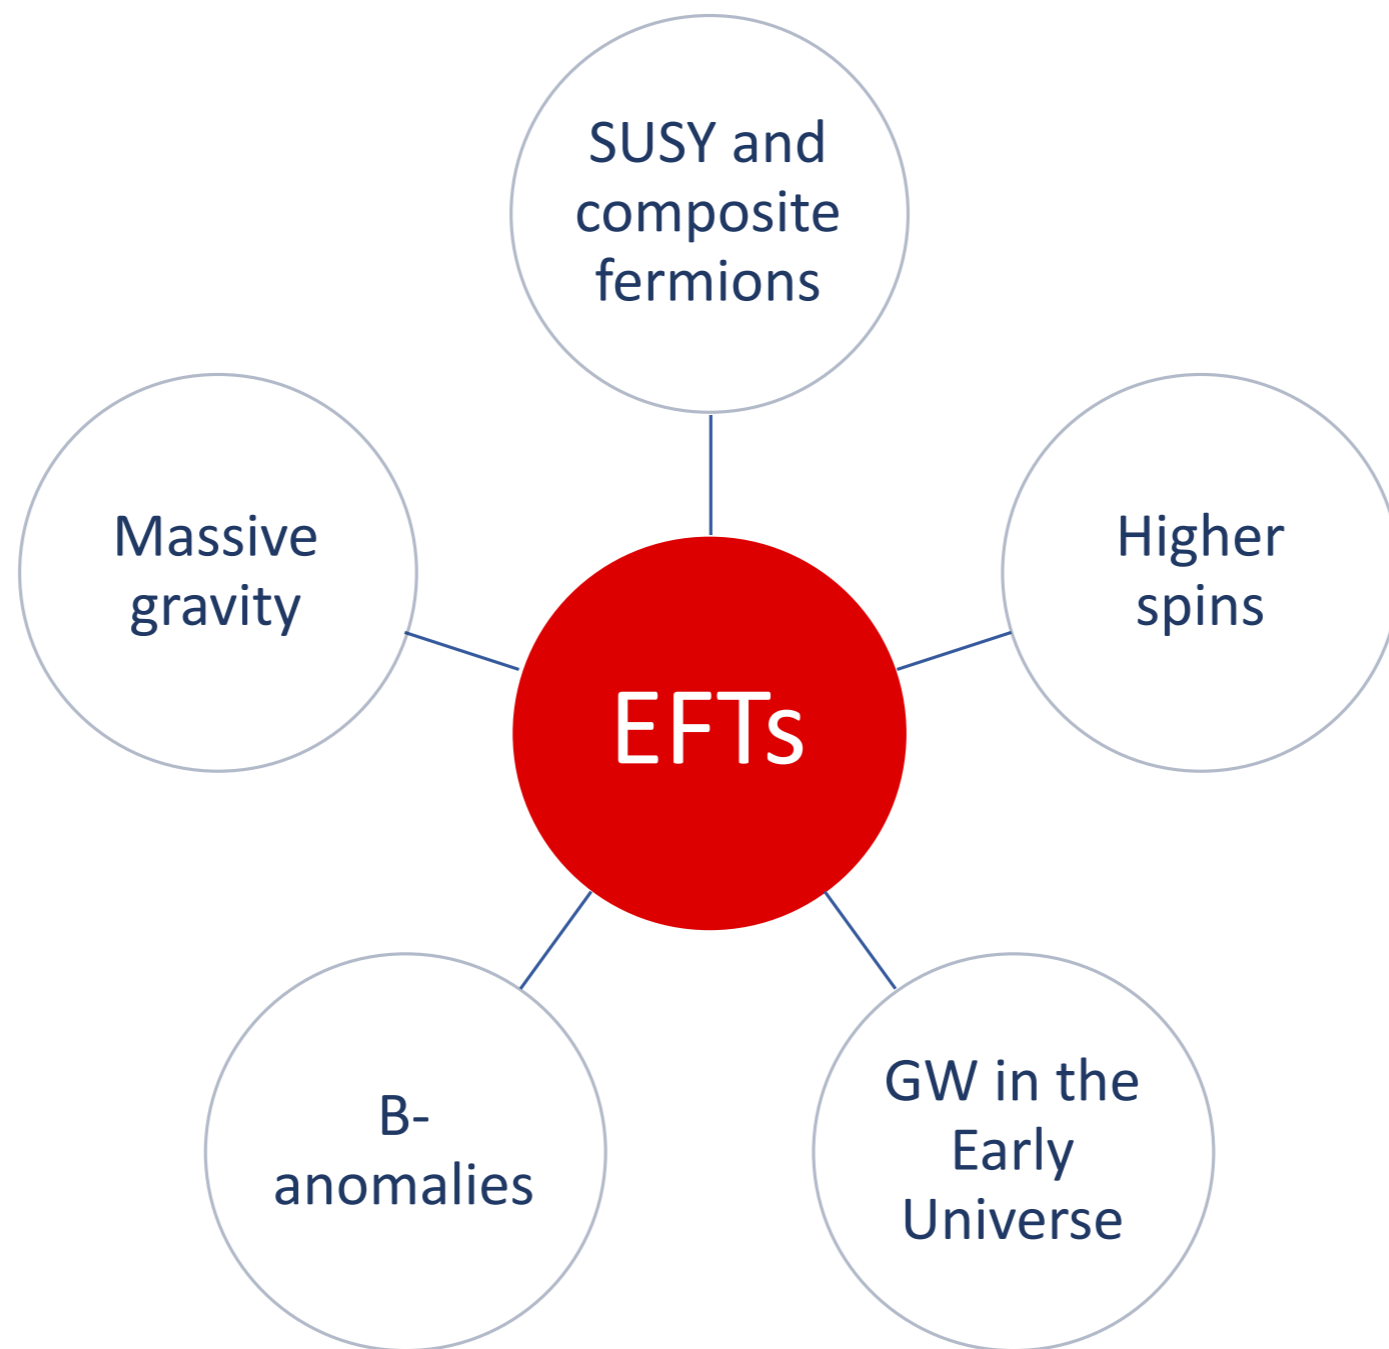 SUSY and
composite
fermions
Massive
gravity
Higher
spins
EFTs
B-
anomalies
GW in the
Early
Universe